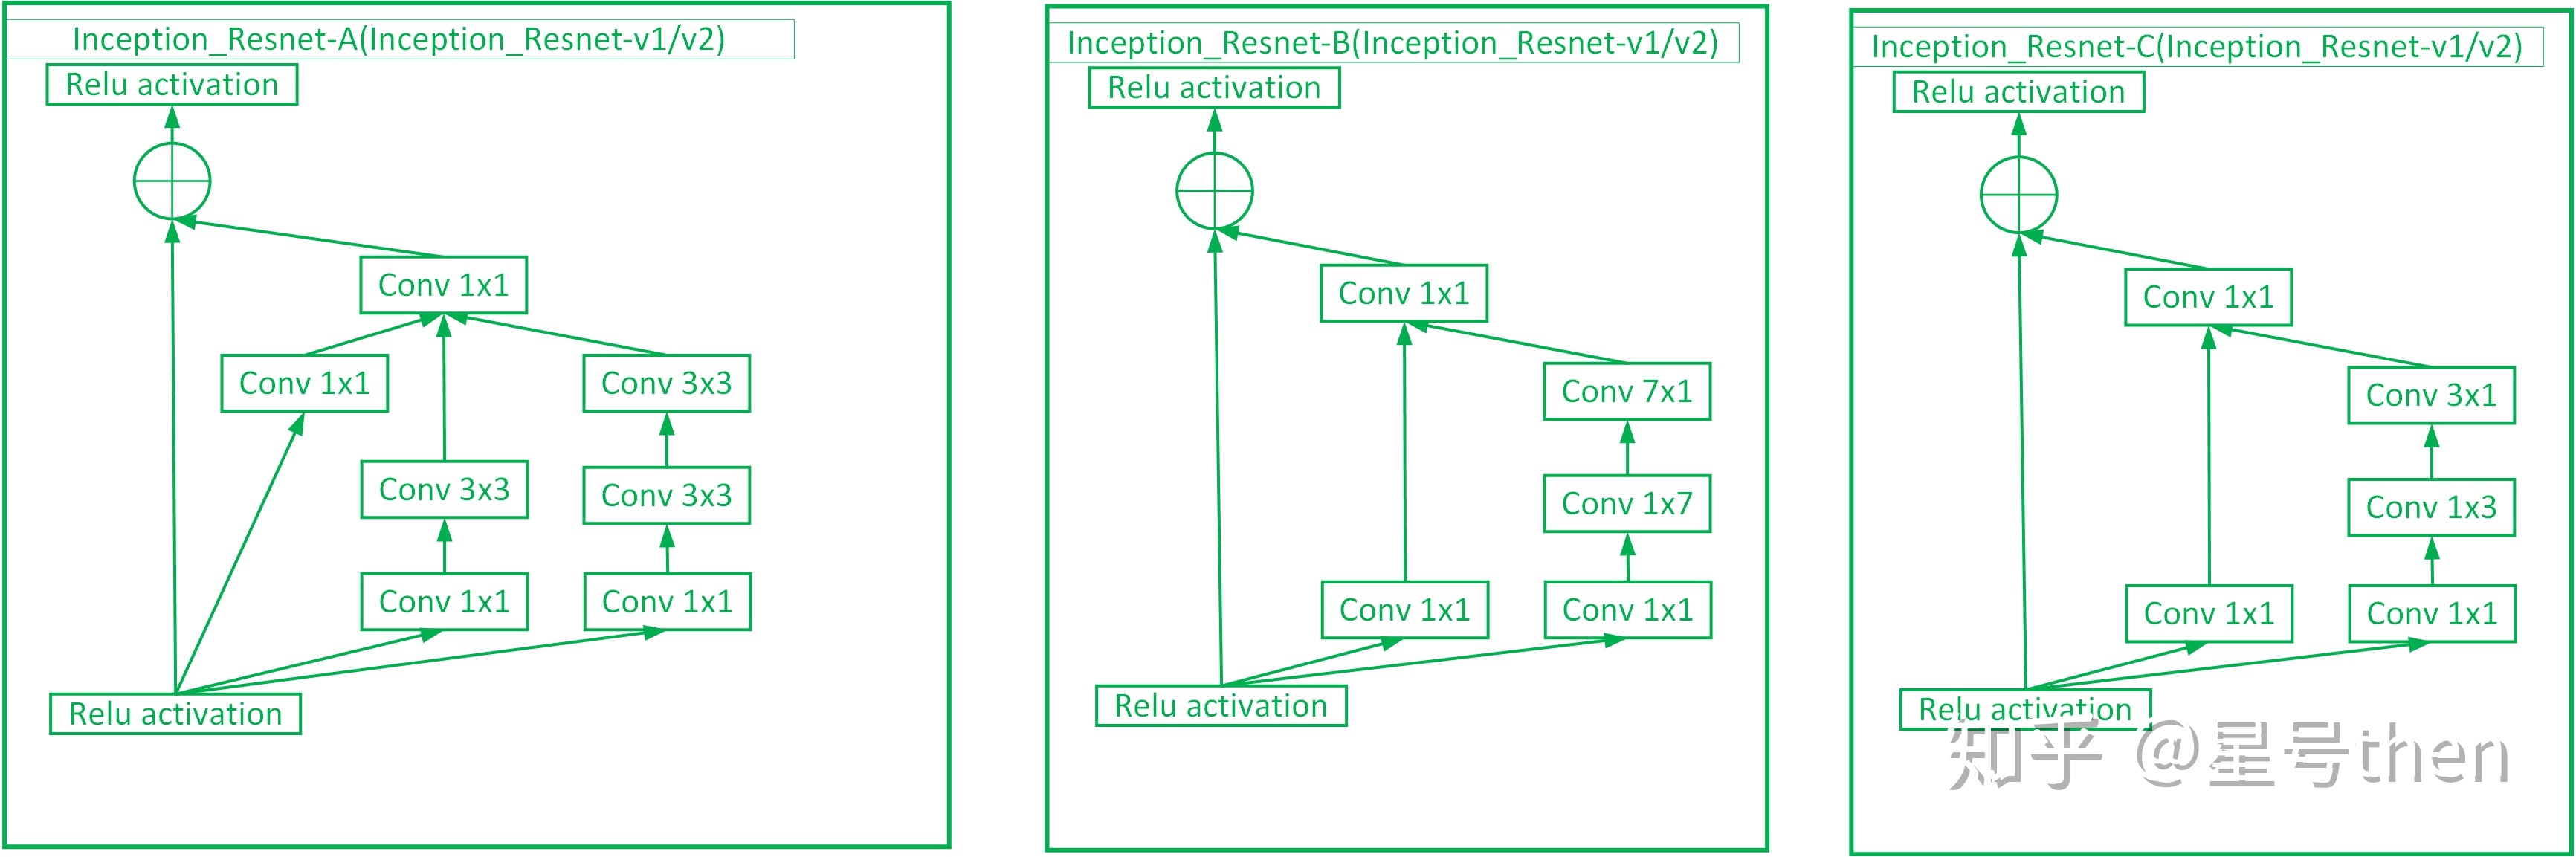 Inception_Resnet-A(Inception_Resnet-v1/v2)
Relu activation
Conv 1x1
Conv 1x1
Conv 3x3
Conv 3x3
Conv 3x3
Conv 1x1
Conv 1x1
Relu activation
Inception_Resnet-B(Inception_Resnet-v1/v2)
Relu activation
Conv 1x1
Conv 7x1
Conv 1x7
Conv 1x1
Conv 1x1
Relu activation
Inception_Resnet-C(Inception_Resnet-v1/v2)
Relu activation
Conv 1x1
Conv 3x1
Conv 1x3
Conv 1x1
Conv 1x1
Relu activation
知乎 @星号then